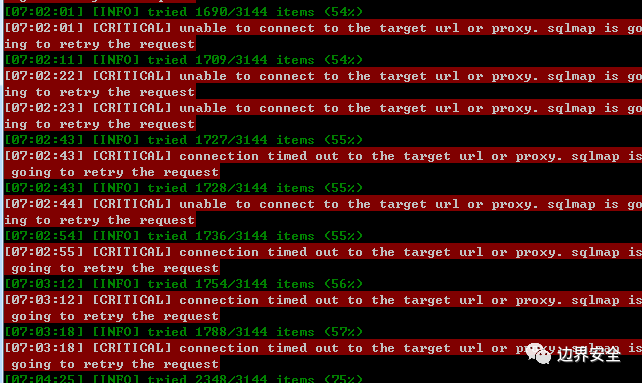 [07:02:01] [INFO] tried 1690/3144 items (54%)
[07:02:01] [CRITICAL] unable to connect to the target url or proxy. sqlmap is go
ing to retry the request
[07:02:11] [INFO] tried 1709/3144 items (54%)
[07:02:22] [CRITICAL] unable to connect to the target url or proxy. sqlmap is go
ing to retry the request
[07:02:23] [CRITICAL] unable to connect to the target url or proxy. sqlmap is go
ing to retry the request
[07:02:43] [INFO] tried 1727/3144 items (55%)
[07:02:43] [CRITICAL] connection timed out to the target url or proxy. sqlmap is
going to retry the request
[07:02:43] [INFO] tried 1728/3144 items (55%)
[07:02:44] [CRITICAL] unable to connect to the target url or proxy. sqlmap is go
ing to retry the request
[07:02:54] [INFO] tried 1736/3144 items (55%)
[07:02:55] [CRITICAL] connection timed out to the target url or proxy. sqlmap is
going to retry the request
[07:03:12] [INFO] tried 1754/3144 items (56%)
[07:03:12] [CRITICAL] connection timed out to the target url or proxy. sqlmap is
going to retry the request
[07:03:18] [INFO] tried 1788/3144 items (57%)
[07:03:18] [CRITICAL] connection timed out to the target url or proxy. sqlmap is
going to retry the request
边界安全
[07:04:25] [INFO] tried 2348/3144 items (75%)